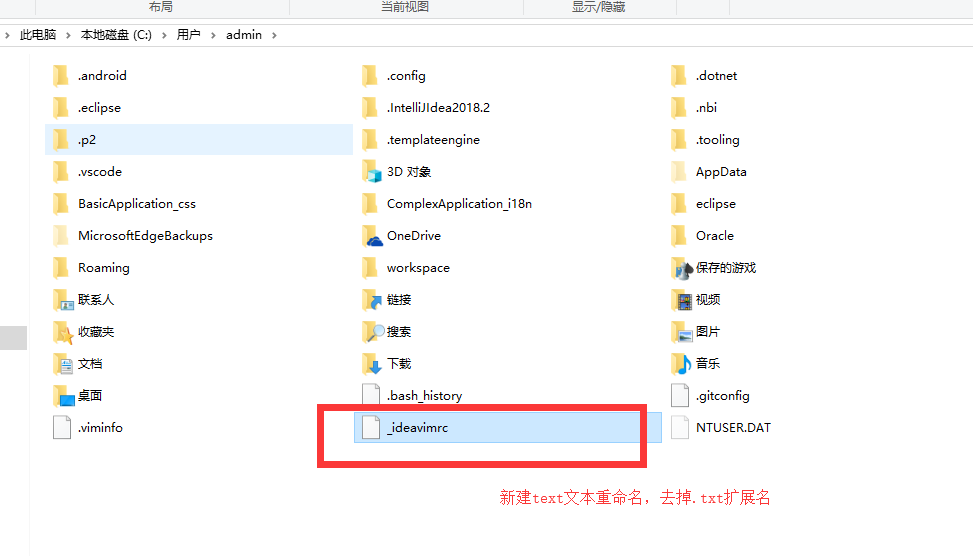 布局 当前视图 显示/隐藏
此电脑 > 本地磁盘 (C:) > 用户 > admin >
.android .config .dotnet
.eclipse .IntelliJIdea2018.2 .nbi
.p2 .templateengine .tooling
.vscode 3D 对象 AppData
BasicApplication_css ComplexApplication_i18n eclipse
MicrosoftEdgeBackups OneDrive Oracle
Roaming workspace 保存的游戏
联系人 链接 视频
收藏夹 搜索 图片
文档 下载 音乐
桌面 .bash_history .gitconfig
.viminfo _ideavimrc NTUSER.DAT
新建text文本重命名，去掉.txt扩展名